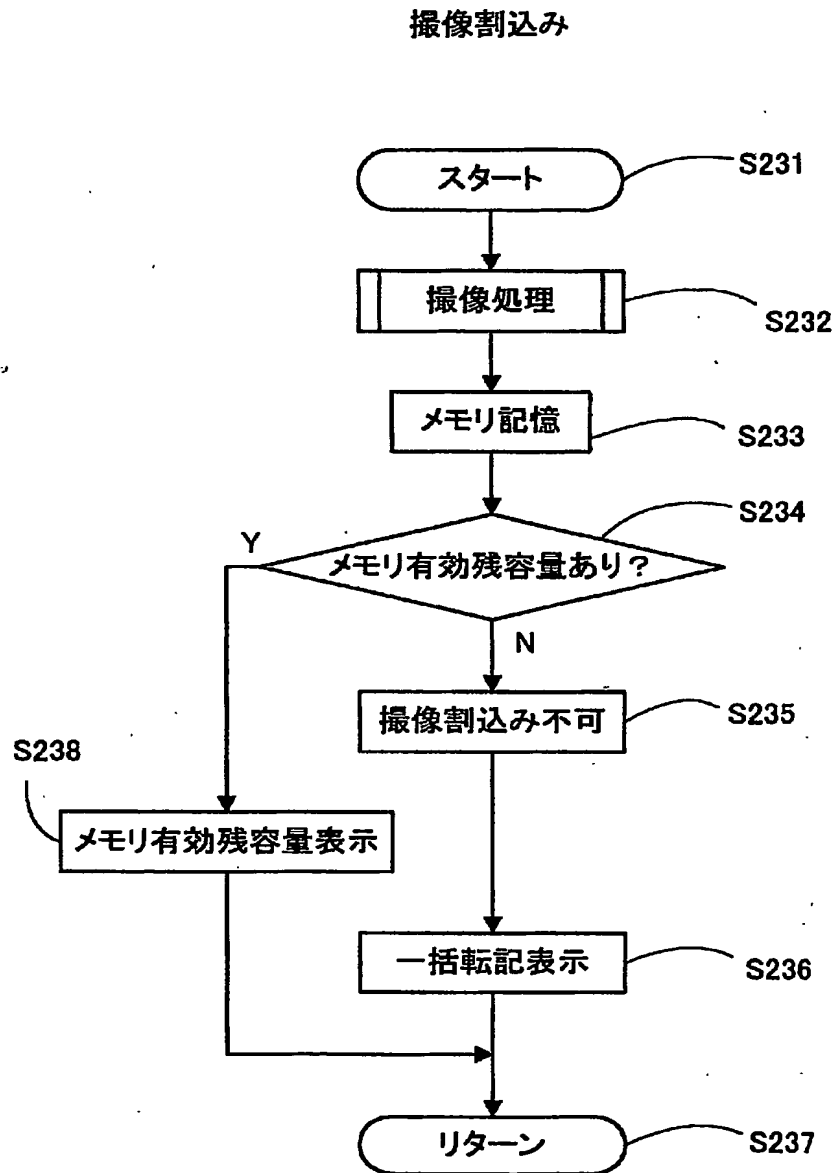 撮像割込み
スタート
S231
撮像処理
S232
メモリ記憶
S233
S234
Y
メモリ有効残容量あり?
N
撮像割込み不可
S235
S238
メモリ有効残容量表示
一括転記表示
S236
リターン
S237